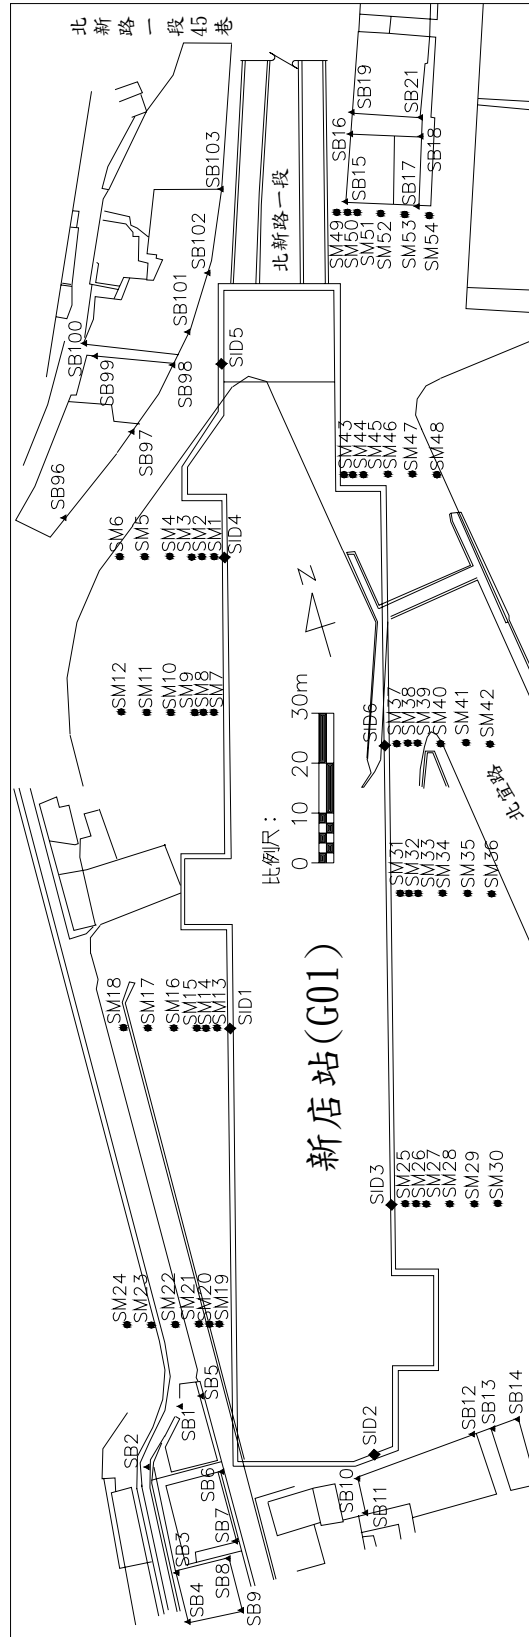 北新路一段45巷
SB103
SB102
SB101
SB100
SB99
SB98
SB97
SB96
SB19
SB21
SB16
SB18
SB15
SB17
北新路一段
SM49
SM50
SM51
SM52
SM53
SM54
SID5
SM6
SM5
SM4
SM3
SM2
SM1
SID4
SM43
SM44
SM45
SM46
SM47
SM48
N
SM12
SM11
SM10
SM9
SM8
SM7
比例尺：
0 10 20 30m
SID6
SM37
SM38
SM39
SM40
SM41
SM42
北宜路
SM31
SM32
SM33
SM34
SM35
SM36
SM18
SM17
SM16
SM15
SM14
SM13
SID1
新店站(G01)
SID3
SM25
SM26
SM27
SM28
SM29
SM30
SM24
SM23
SM22
SM21
SM20
SM19
SB5
SB1
SB2
SB6
SB7
SB3
SB8
SB4
SB9
SID2
SB10
SB11
SB12
SB13
SB14